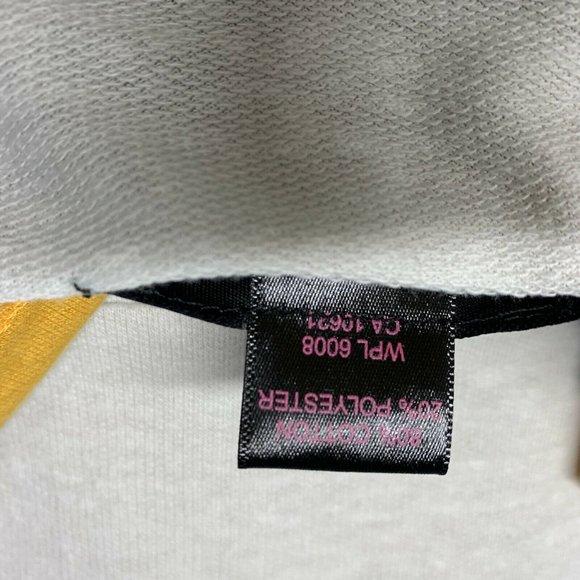 80% COTTON
20% POLYESTER
WPL 6008
CA 10621